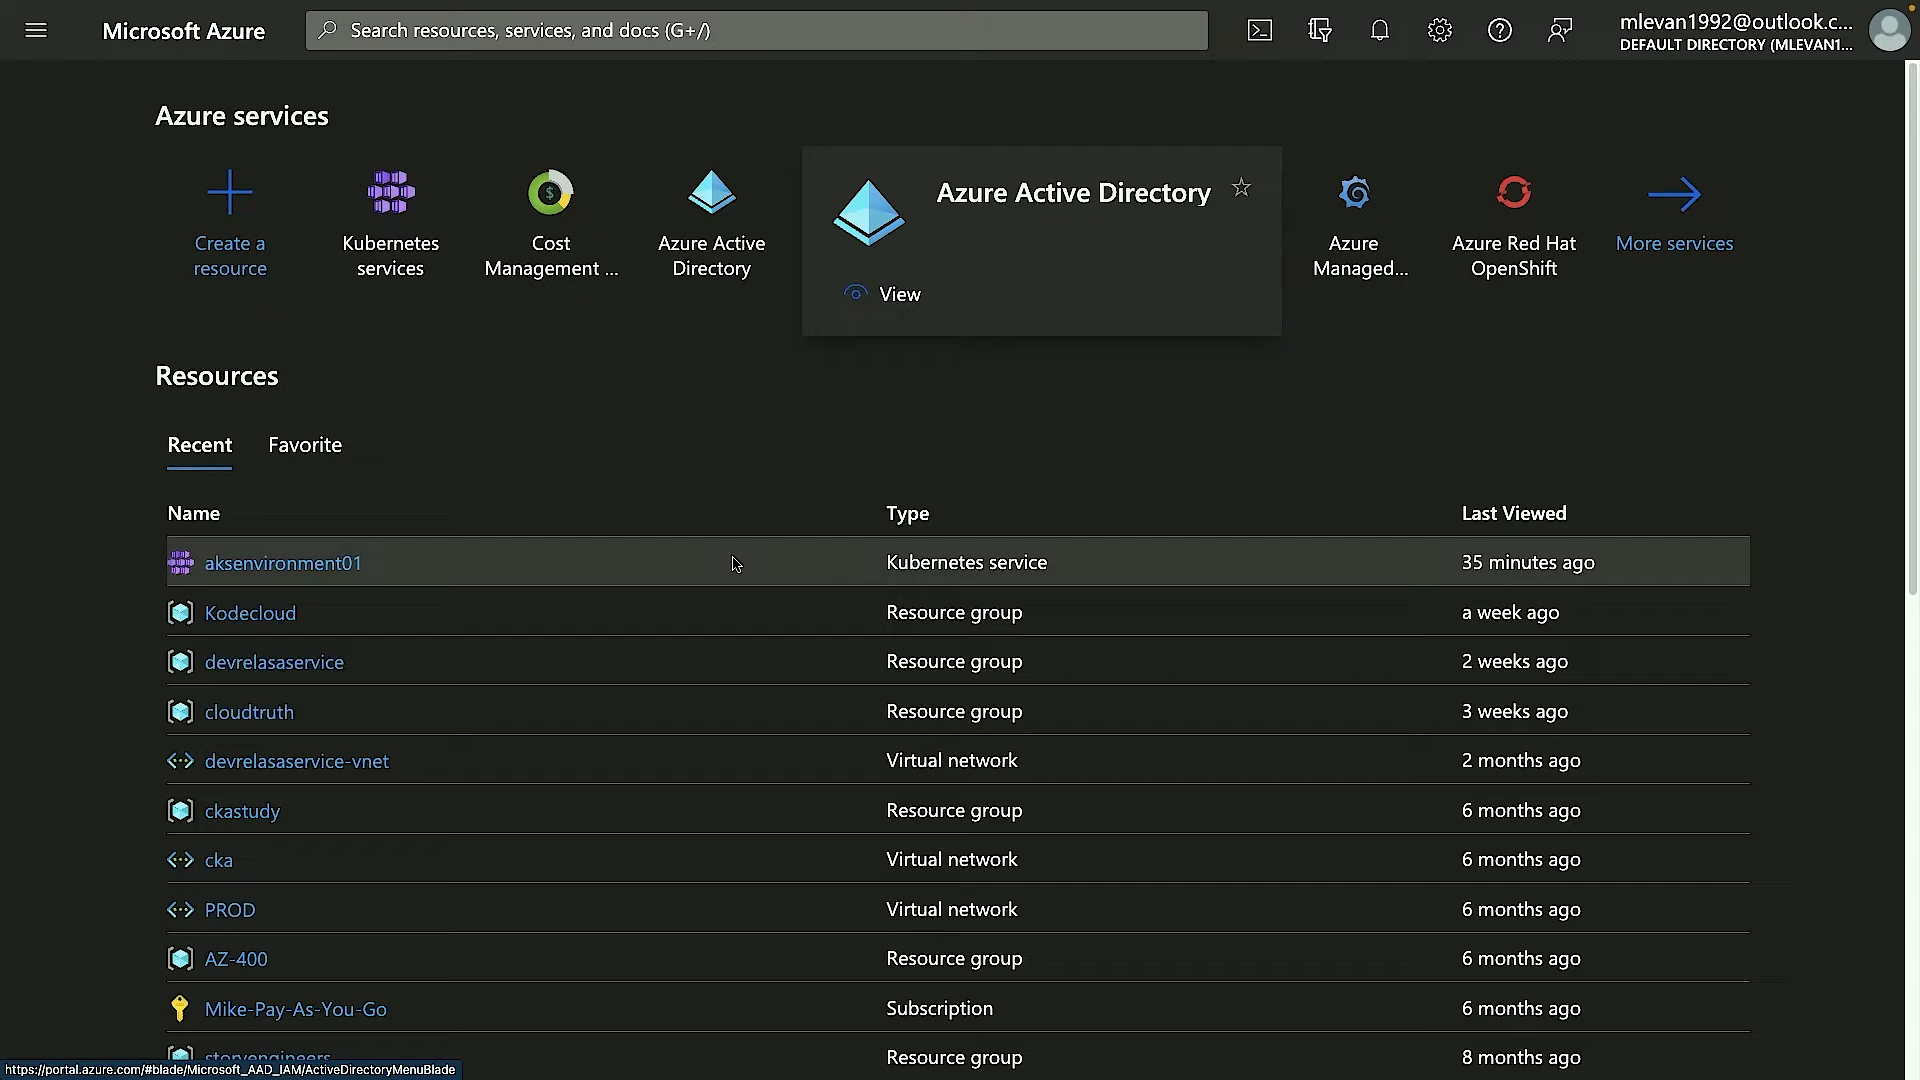 Microsoft Azure
Search resources, services, and docs (G+/)
mlevan1992@outlook.c...
DEFAULT DIRECTORY (MLEVAN1...
Azure services
Create a resource
Kubernetes services
Cost Management ...
Azure Active Directory
Azure Active Directory
View
Azure Managed...
Azure Red Hat OpenShift
More services
Resources
Recent Favorite
Name Type Last Viewed
aksenvironment01 Kubernetes service 35 minutes ago
Kodecloud Resource group a week ago
devrelasaservice Resource group 2 weeks ago
cloudtruth Resource group 3 weeks ago
devrelasaservice-vnet Virtual network 2 months ago
ckastudy Resource group 6 months ago
cka Virtual network 6 months ago
PROD Virtual network 6 months ago
AZ-400 Resource group 6 months ago
Mike-Pay-As-You-Go Subscription 6 months ago
storyengineers Resource group 8 months ago
https://portal.azure.com/#blade/Microsoft_AAD_IAM/ActiveDirectoryMenuBlade